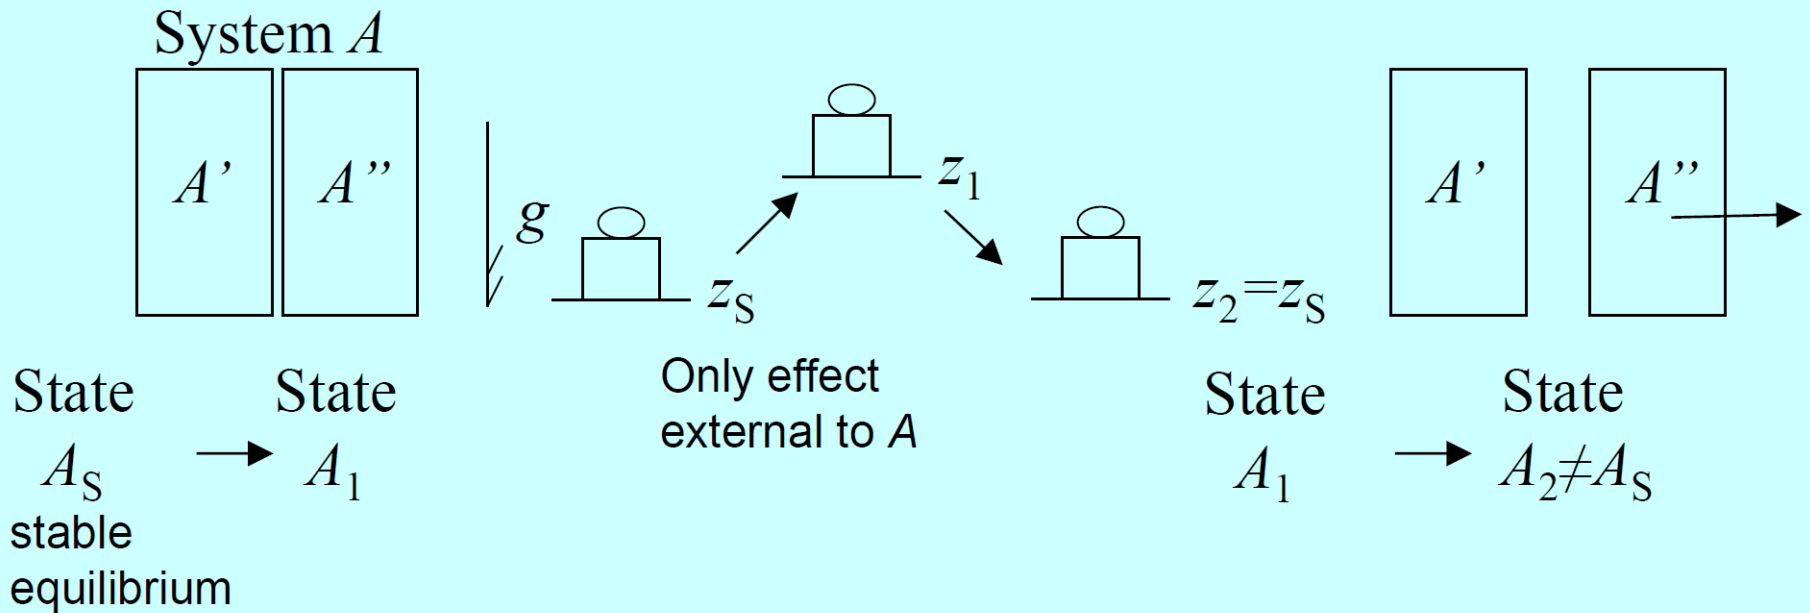 System A
A’ A”
g
zS
z1
z2=zS
A’ A”
State State
AS → A1
stable
equilibrium
Only effect
external to A
State State
A1 → A2≠AS